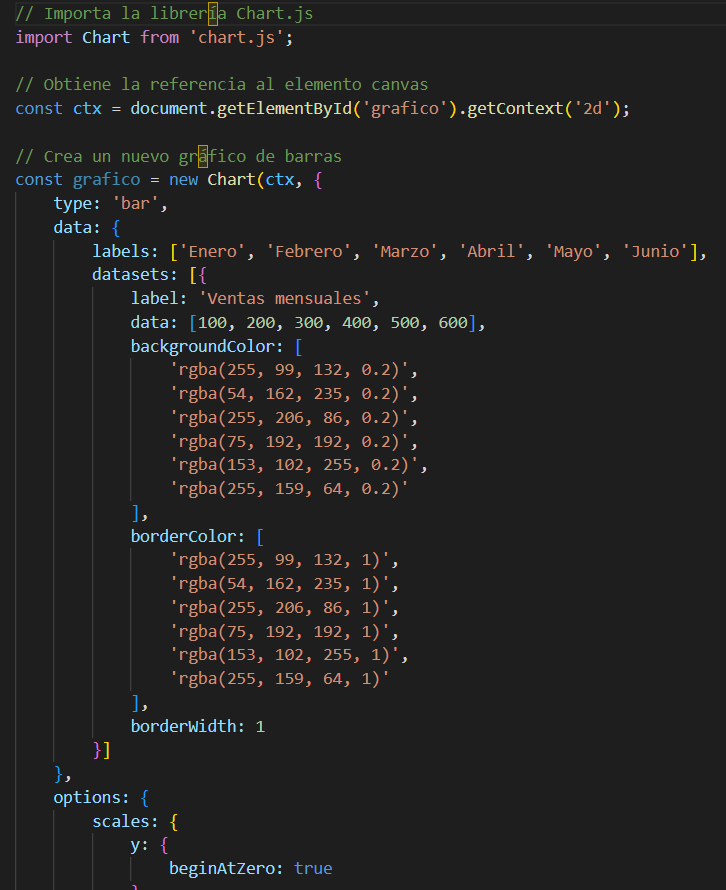 // Importa la librería Chart.js
import Chart from 'chart.js';

// Obtiene la referencia al elemento canvas
const ctx = document.getElementById('grafico').getContext('2d');

// Crea un nuevo gráfico de barras
const grafico = new Chart(ctx, {
    type: 'bar',
    data: {
        labels: ['Enero', 'Febrero', 'Marzo', 'Abril', 'Mayo', 'Junio'],
        datasets: [{
            label: 'Ventas mensuales',
            data: [100, 200, 300, 400, 500, 600],
            backgroundColor: [
                'rgba(255, 99, 132, 0.2)',
                'rgba(54, 162, 235, 0.2)',
                'rgba(255, 206, 86, 0.2)',
                'rgba(75, 192, 192, 0.2)',
                'rgba(153, 102, 255, 0.2)',
                'rgba(255, 159, 64, 0.2)'
            ],
            borderColor: [
                'rgba(255, 99, 132, 1)',
                'rgba(54, 162, 235, 1)',
                'rgba(255, 206, 86, 1)',
                'rgba(75, 192, 192, 1)',
                'rgba(153, 102, 255, 1)',
                'rgba(255, 159, 64, 1)'
            ],
            borderWidth: 1
        }]
    },
    options: {
        scales: {
            y: {
                beginAtZero: true
            }